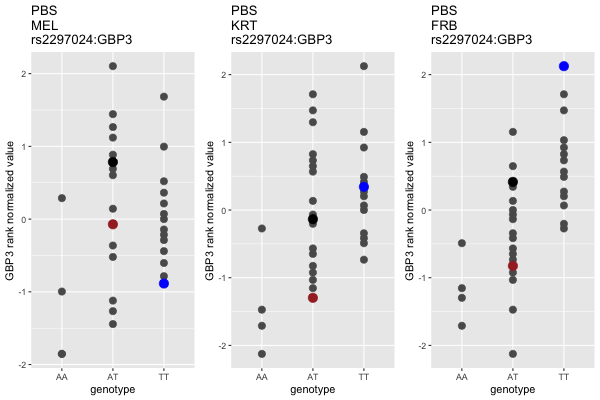 PBS
MEL
rs2297024:GBP3
GBP3 rank normalized value
2
1
0
-1
-2
AA
AT
TT
genotype
PBS
KRT
rs2297024:GBP3
GBP3 rank normalized value
2
1
0
-1
-2
AA
AT
TT
genotype
PBS
FRB
rs2297024:GBP3
GBP3 rank normalized value
2
1
0
-1
-2
AA
AT
TT
genotype